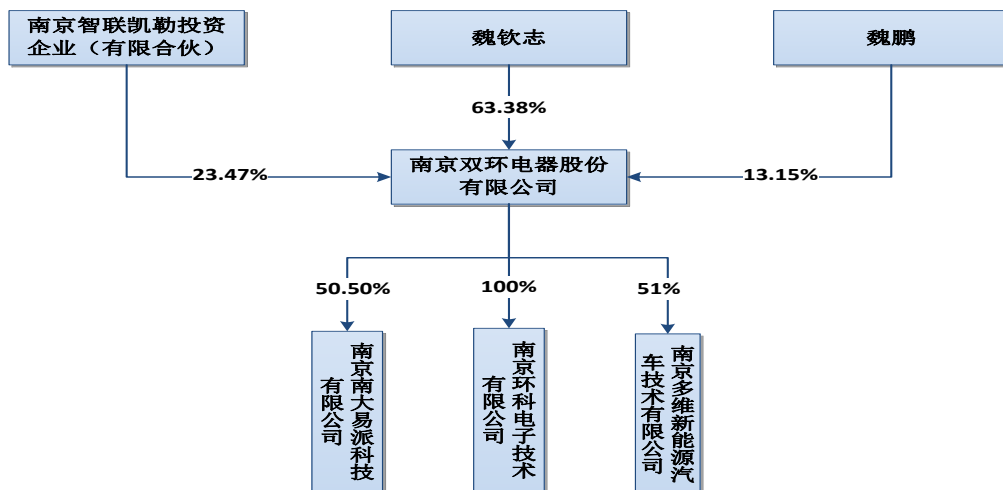 南京智联凯勒投资
企业（有限合伙）
魏钦志
魏鹏
63.38%
南京双环电器股份
有限公司
23.47%
13.15%
50.50%
100%
51%
南京南大易派科技
有限公司
南京环科电子技术
有限公司
南京多维新能源汽
车技术有限公司